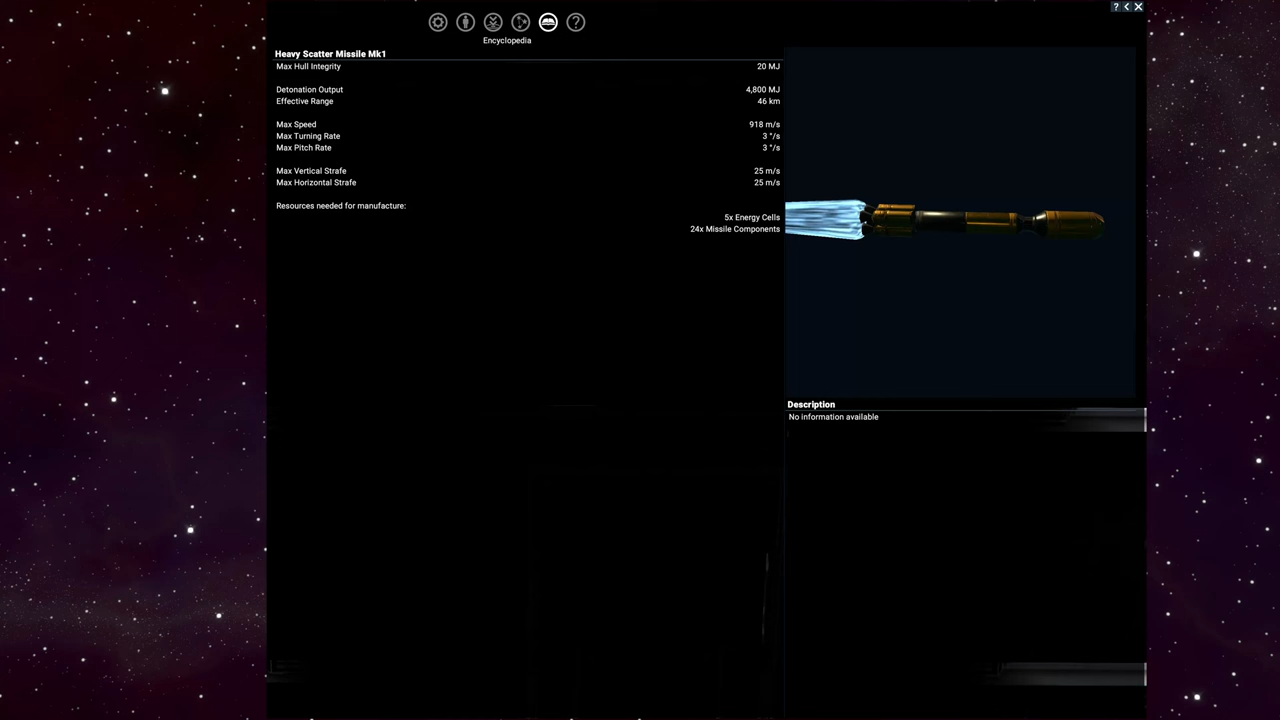 ?
Encyclopedia
Heavy Scatter Missile Mk1
Max Hull Integrity 20 MJ
Detonation Output 4,800 MJ
Effective Range 46 km
Max Speed 918 m/s
Max Turning Rate 3 °/s
Max Pitch Rate 3 °/s
Max Vertical Strafe 25 m/s
Max Horizontal Strafe 25 m/s
Resources needed for manufacture:
5x Energy Cells
24x Missile Components
Description
No information available